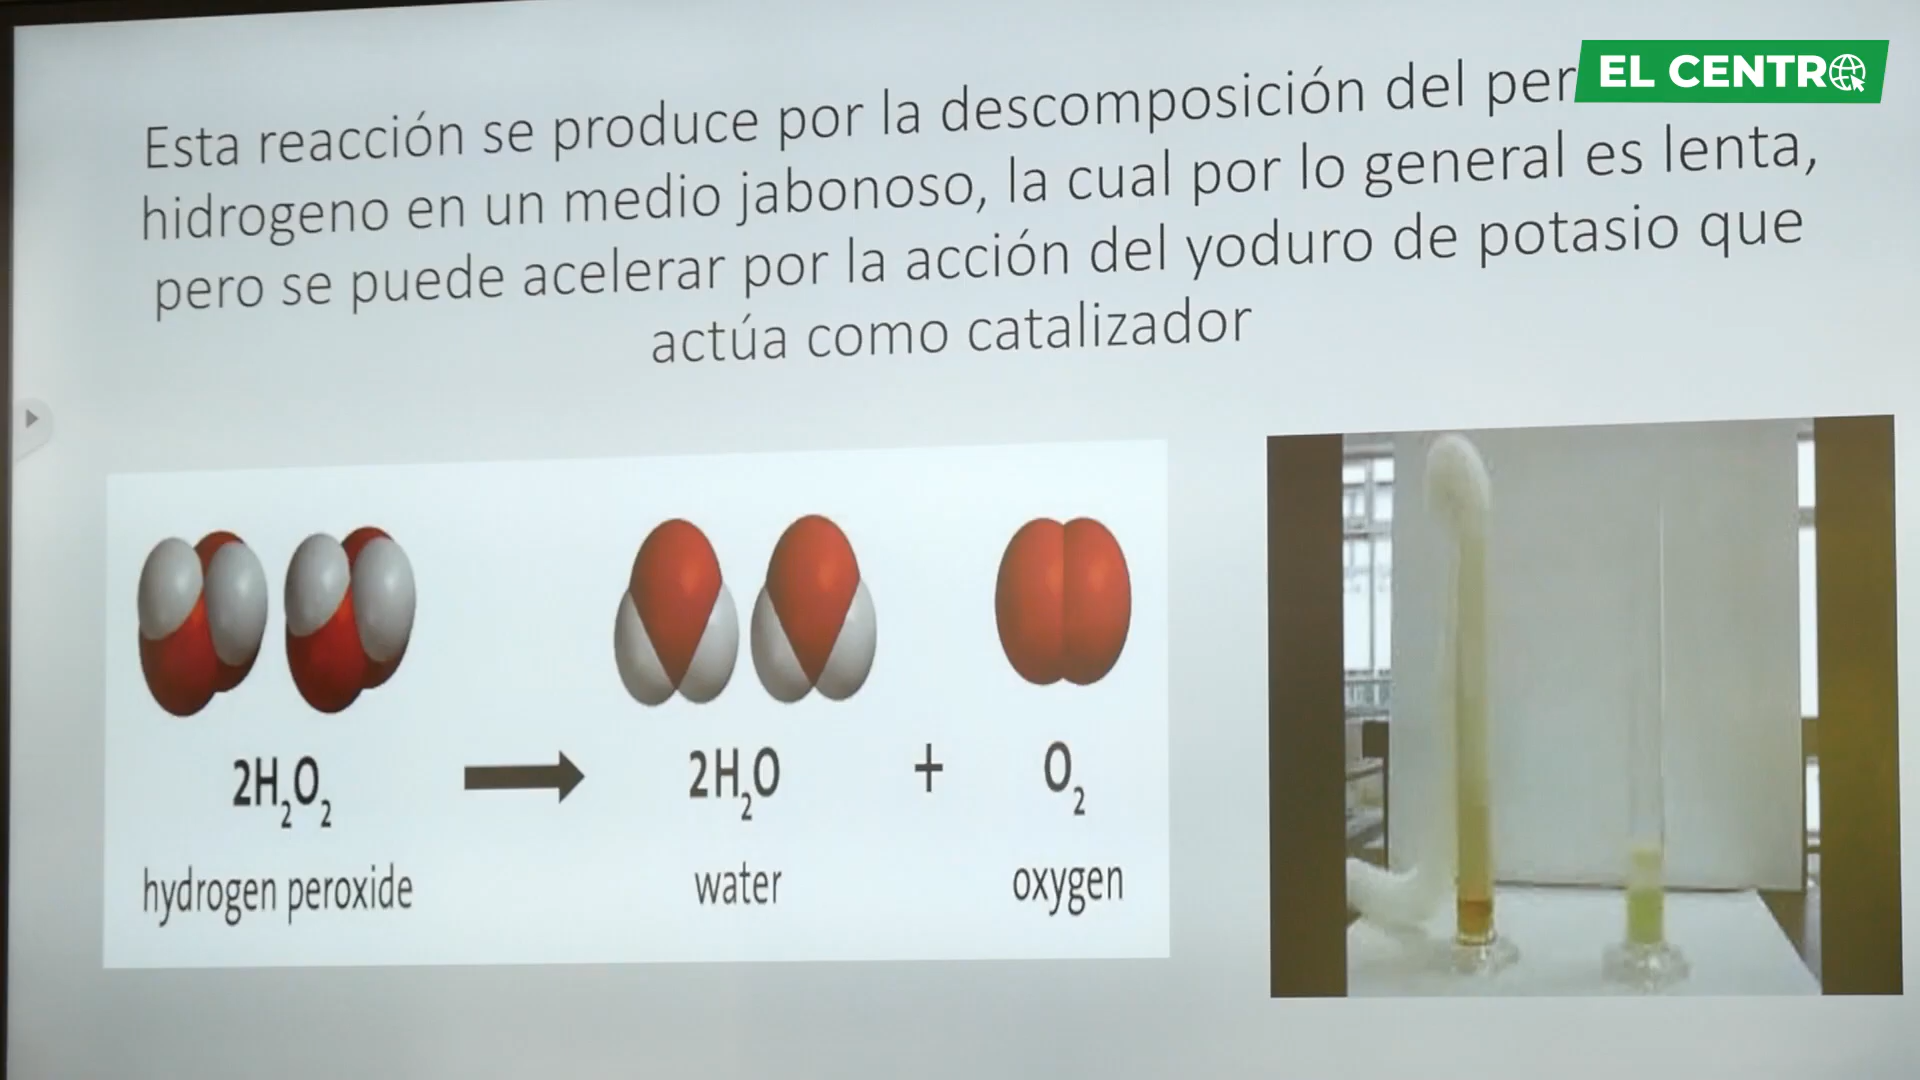 EL CENTRO
Esta reacción se produce por la descomposición del
hidrogeno en un medio jabonoso, la cual por lo general es lenta,
pero se puede acelerar por la acción del yoduro de potasio que
actúa como catalizador
2H₂O₂ 2H₂O + O₂
hydrogen peroxide water oxygen